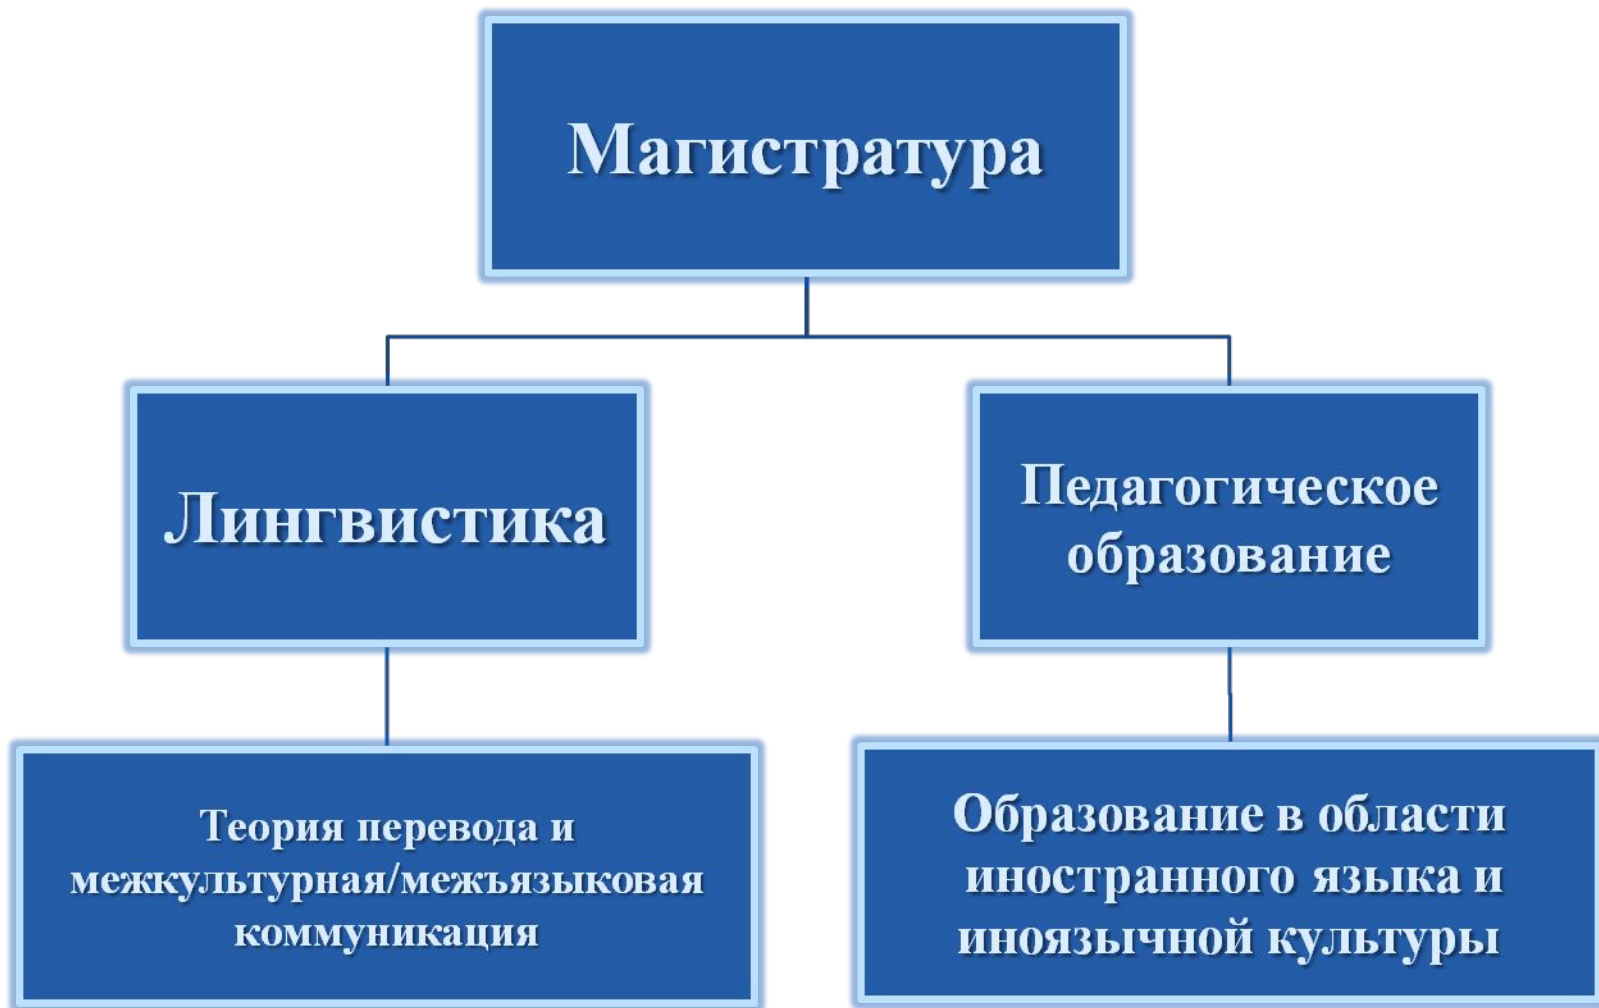 Магистратура
Лингвистика
Педагогическое
образование
Теория перевода и
межкультурная/межъязыковая
коммуникация
Образование в области
иностранного языка и
иноязычной культуры